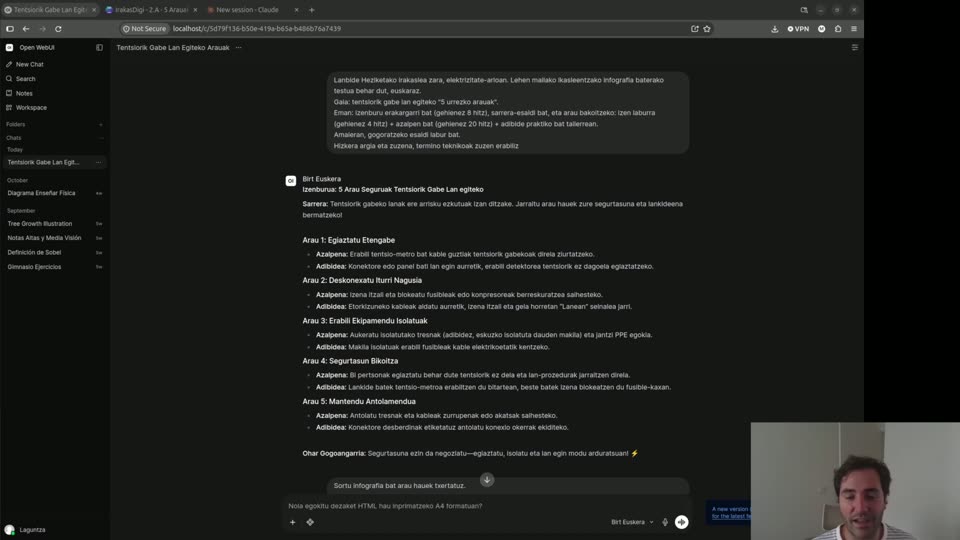 Tentsiorik Gabe Lan Egite
IrakasDigi - 2.A - 5 Araual
New session - Claude
Not Secure
localhost/c/5d79f136-b50e-419a-b65a-b486b76a7439
VPN
Open WebUI
Tentsiorik Gabe Lan Egiteko Arauak
New Chat
Search
Notes
Workspace
Folders
Chats
Today
Tentsiorik Gabe Lan Egit...
October
Diagrama Enseñar Física
4w
September
Tree Growth Illustration
5w
Notas Altas y Media Visión
5w
Definición de Sobel
5w
Gimnasio Ejercicios
5w
Lanbide Heziketako irakaslea zara, elektrizitate-arloan. Lehen mailako ikasleentzako infografia baterako
testua behar dut, euskaraz.
Gaia: tentsiorik gabe lan egiteko "5 urrezko arauak".
Eman: izenburu erakargarri bat (gehienez 8 hitz), sarrera-esaldi bat, eta arau bakoitzeko: izen laburra
(gehienez 4 hitz) + azalpen bat (gehienez 20 hitz) + adibide praktiko bat tailerrean.
Amaieran, gogoratzeko esaldi labur bat.
Hizkera argia eta zuzena, termino teknikoak zuzen erabiliz
OI
Birt Euskera
Izenburua: 5 Arau Seguruak Tentsiorik Gabe Lan egiteko
Sarrera: Tentsiorik gabeko lanak ere arrisku ezkutuak izan ditzake. Jarraitu arau hauek zure segurtasuna eta lankideena
bermatzeko!
Arau 1: Egiaztatu Etengabe
Azalpena: Erabili tentsio-metro bat kable guztiak tentsiorik gabekoak direla ziurtatzeko.
Adibidea: Konektore edo panel bati lan egin aurretik, erabili detektorea tentsiorik ez dagoela egiaztatzeko.
Arau 2: Deskonexatu Iturri Nagusia
Azalpena: Izena itzali eta blokeatu fusibleak edo konpresoreak berreskuratzea saihesteko.
Adibidea: Etorkizuneko kableak aldatu aurretik, izena itzali eta gela horretan "Lanean" seinalea jarri.
Arau 3: Erabili Ekipamendu Isolatuak
Azalpena: Aukeratu isolatutako tresnak (adibidez, eskuzko isolatuta dauden makila) eta jantzi PPE egokia.
Adibidea: Makila isolatuak erabili fusibleak kable elektrikoetatik kentzeko.
Arau 4: Segurtasun Bikoitza
Azalpena: Bi pertsonak egiaztatu behar dute tentsiorik ez dela eta lan-prozedurak jarraitzen direla.
Adibidea: Lankide batek tentsio-metroa erabiltzen du bitartean, beste batek izena blokeatzen du fusible-kaxan.
Arau 5: Mantendu Antolamendua
Azalpena: Antolatu tresnak eta kableak zurrupenak edo akatsak saihesteko.
Adibidea: Konektore desberdinak etiketatuz antolatu konexio okerrak ekiditeko.
Ohar Gogoangarria: Segurtasuna ezin da negoziatu—egiaztatu, isolatu eta lan egin modu arduratsuan! ⚡
Sortu infografia bat arau hauek txertatuz.
Nola egokitu dezaket HTML hau inprimatzeko A4 formatuan?
Birt Euskera
A new version
for the latest
Laguntza